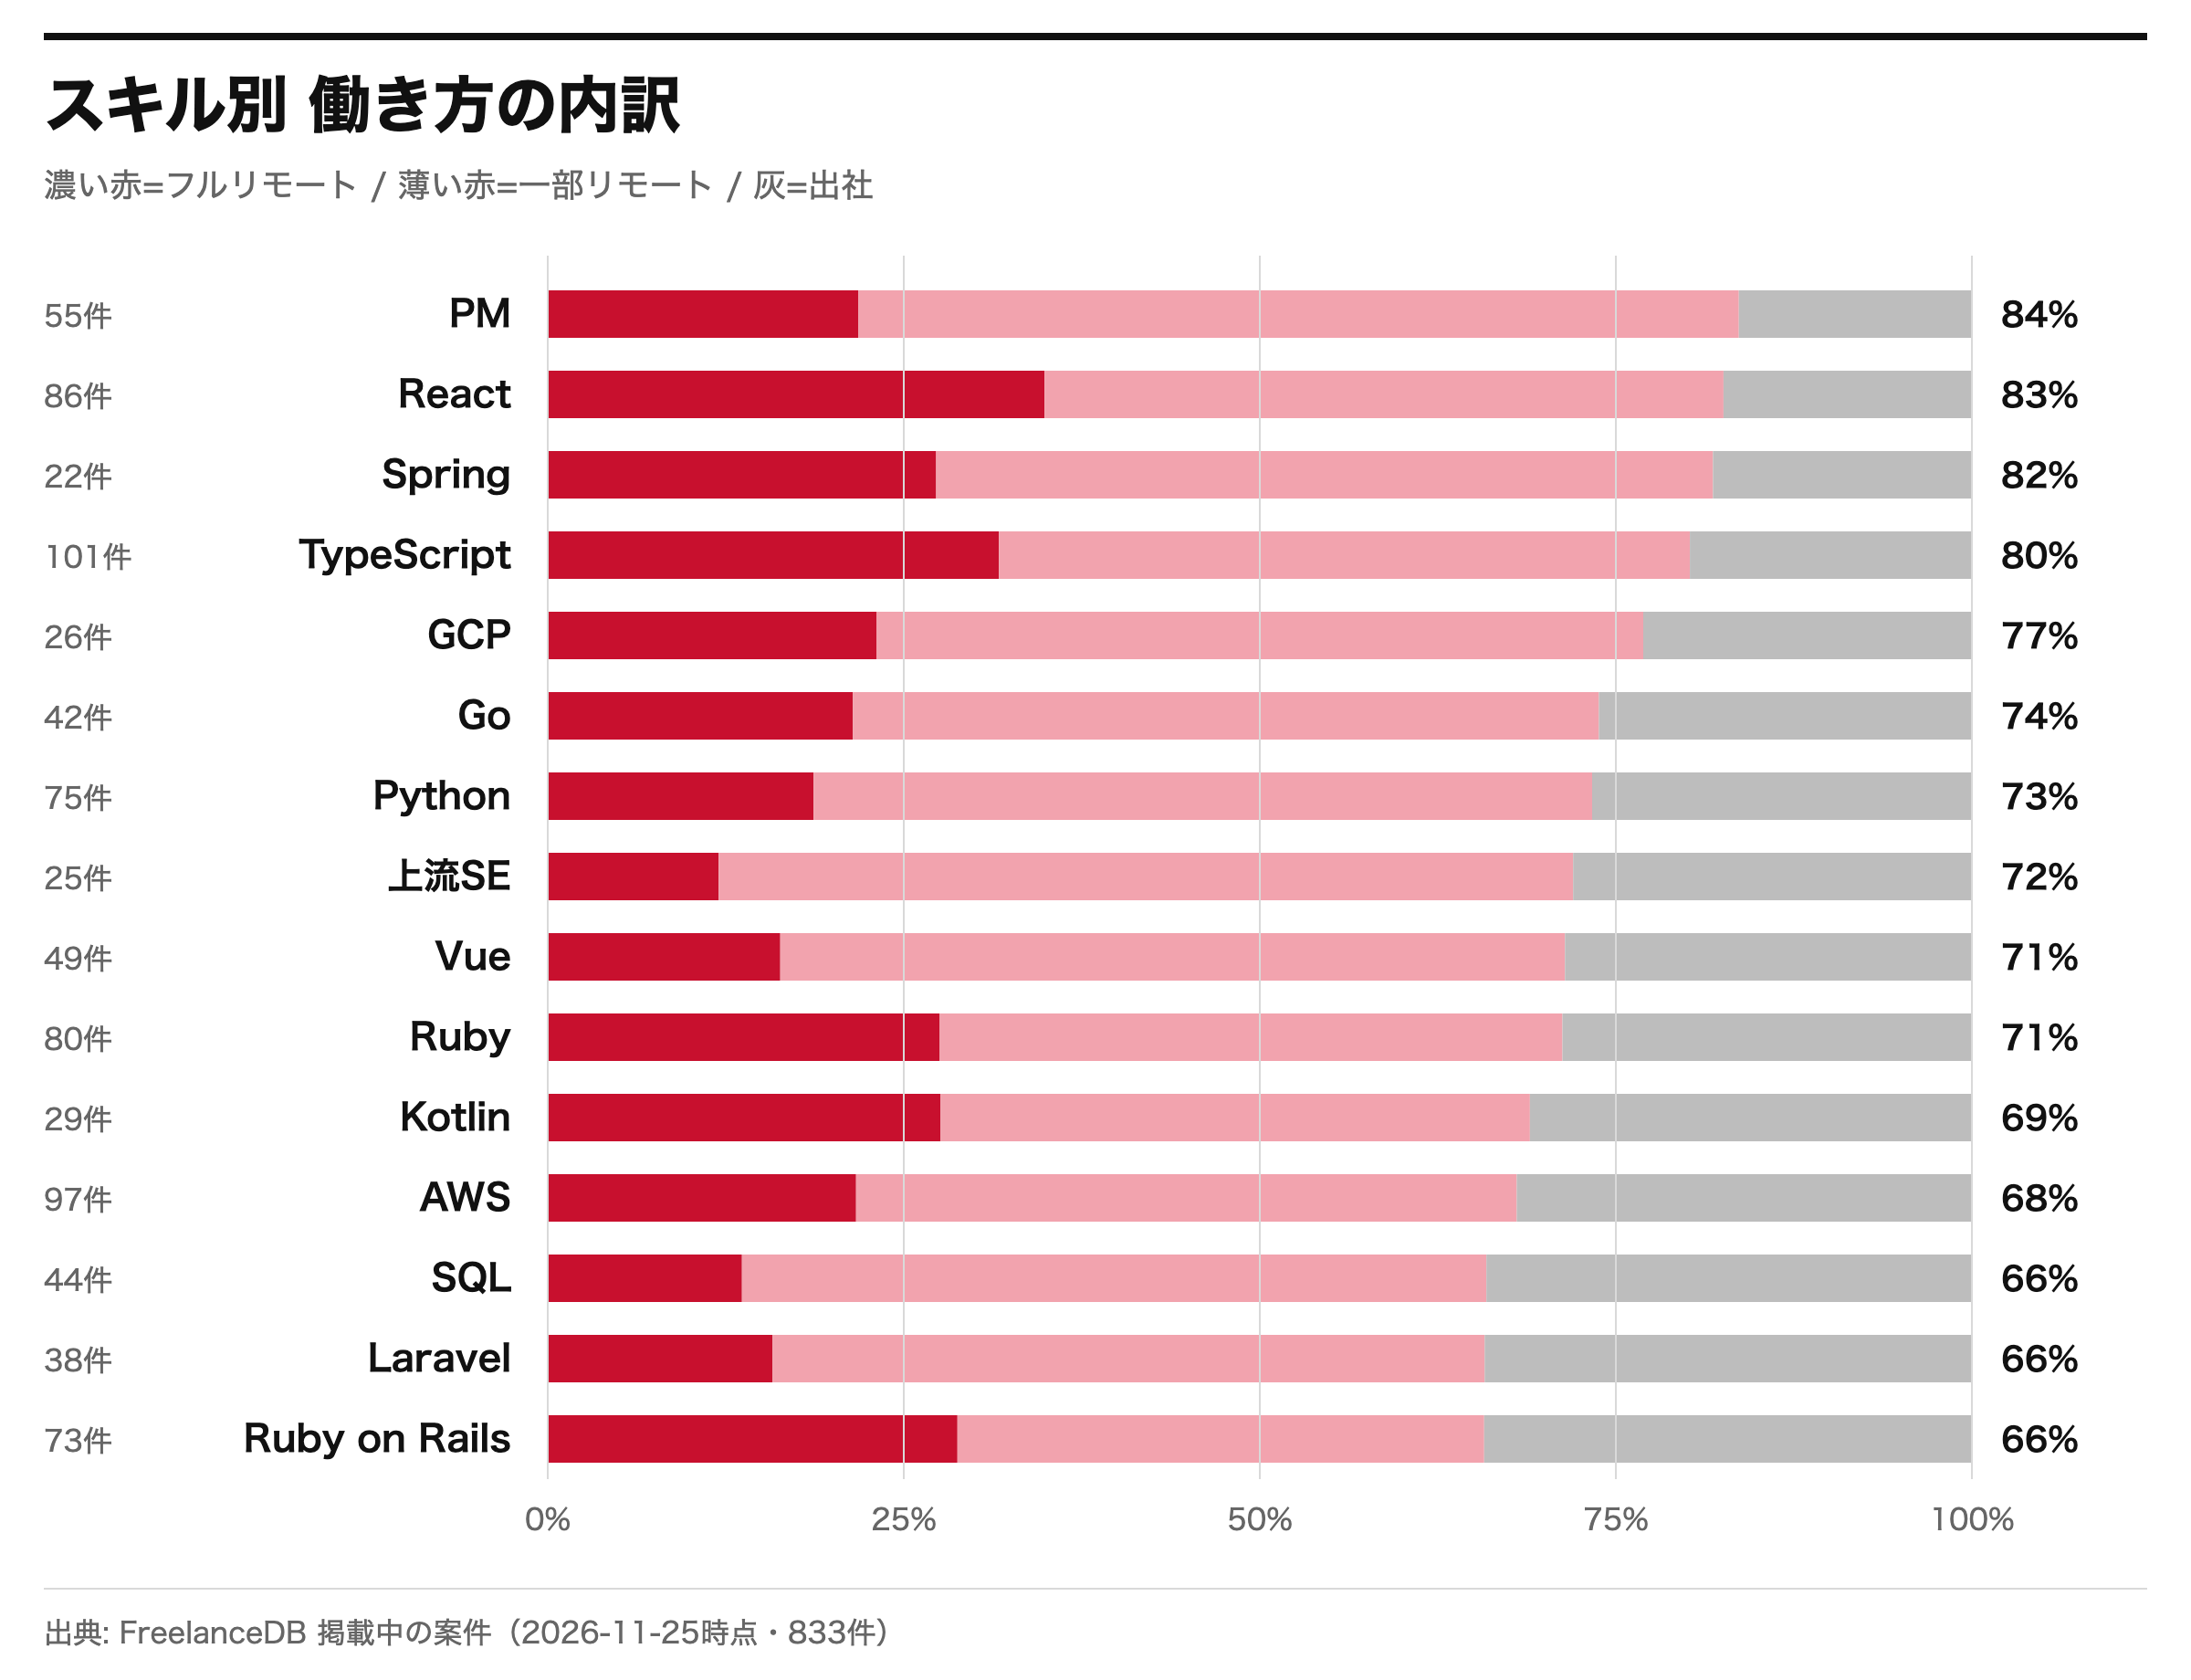 スキル別 働き方の内訳
濃い赤=フルリモート / 薄い赤=一部リモート / 灰=出社
55件 PM 84%
86件 React 83%
22件 Spring 82%
101件 TypeScript 80%
26件 GCP 77%
42件 Go 74%
75件 Python 73%
25件 上流SE 72%
49件 Vue 71%
80件 Ruby 71%
29件 Kotlin 69%
97件 AWS 68%
44件 SQL 66%
38件 Laravel 66%
73件 Ruby on Rails 66%
0% 25% 50% 75% 100%
出典: FreelanceDB 掲載中の案件（2026-11-25時点・833件）